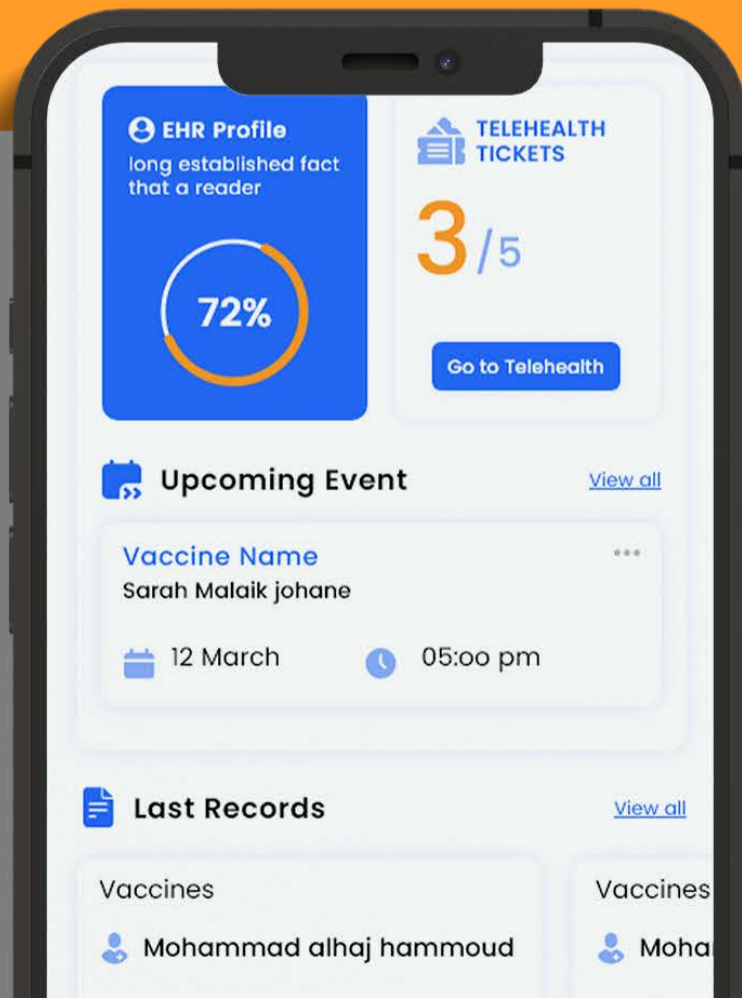 EHR Profile
long established fact
that a reader
72%
TELEHEALTH
TICKETS
3/5
Go to Telehealth
Upcoming Event
View all
Vaccine Name
Sarah Malaik johane
12 March
05:oo pm
Last Records
View all
Vaccines
Mohammad alhaj hammoud
Vaccines
Moha